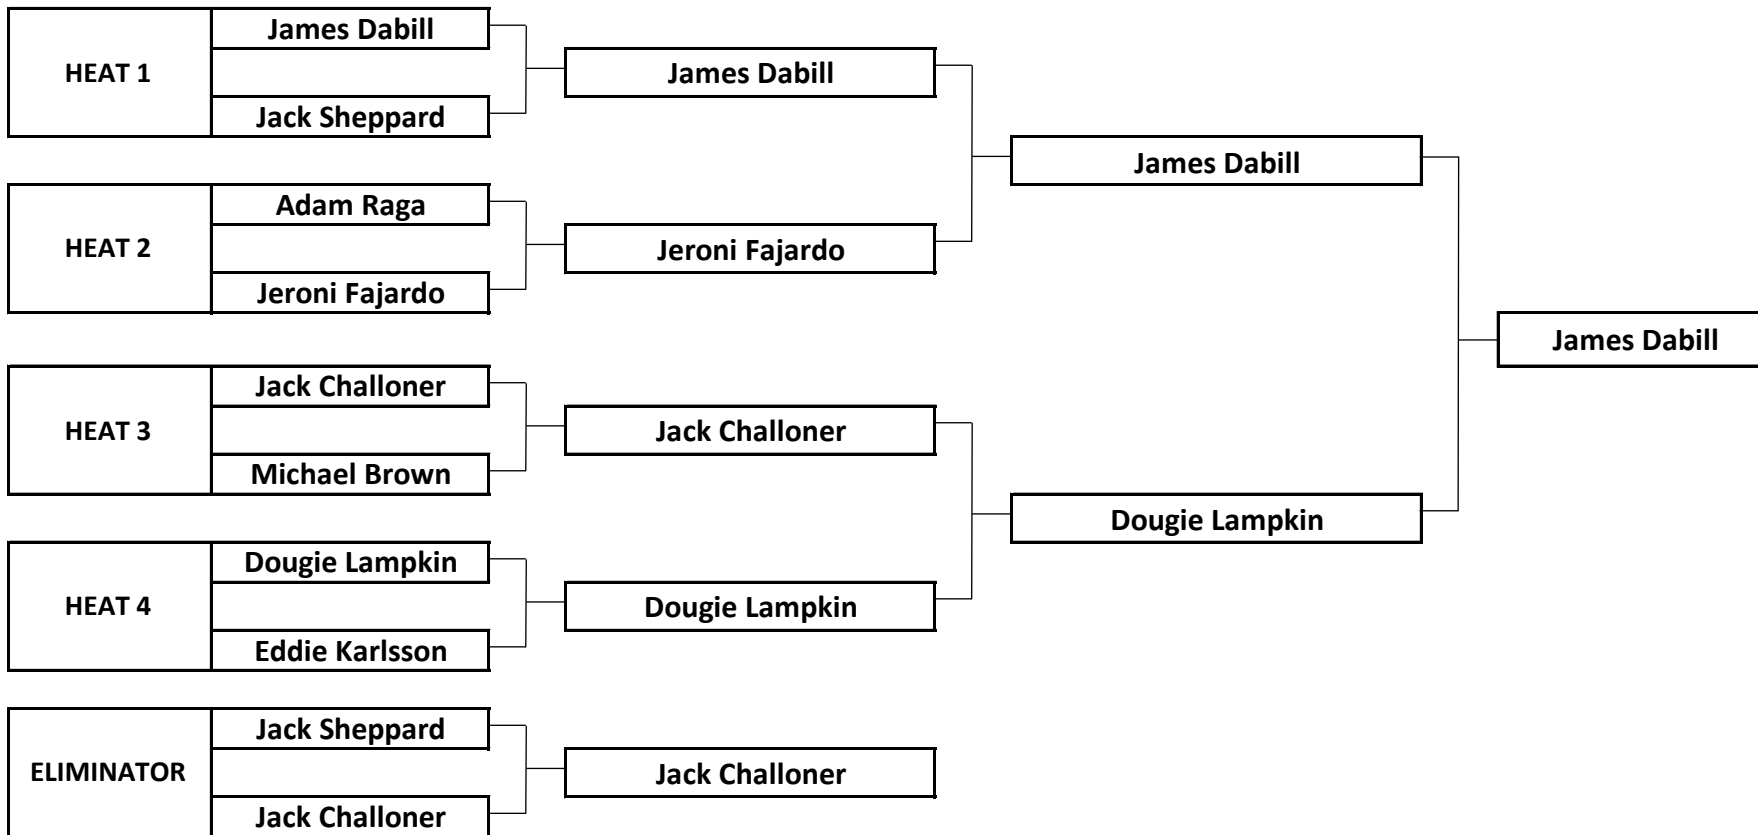 James Dabill
HEAT 1
James Dabill
Jack Sheppard
James Dabill
Adam Raga
HEAT 2
Jeroni Fajardo
Jeroni Fajardo
James Dabill
Jack Challoner
HEAT 3
Jack Challoner
Michael Brown
Dougie Lampkin
Dougie Lampkin
HEAT 4
Dougie Lampkin
Eddie Karlsson
Jack Sheppard
ELIMINATOR
Jack Challoner
Jack Challoner